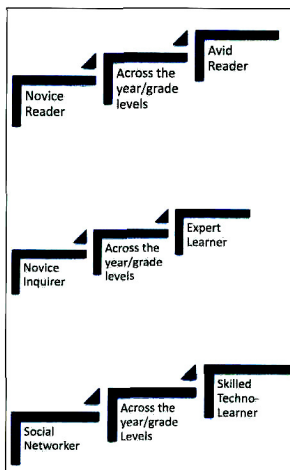 Novice
Reader
Across the
year/grade
levels
Avid
Reader
Novice
Inquirer
Across the
year/grade
levels
Expert
Learner
Social
Networker
Across the
year/grade
Levels
Skilled
Techno-
Learner